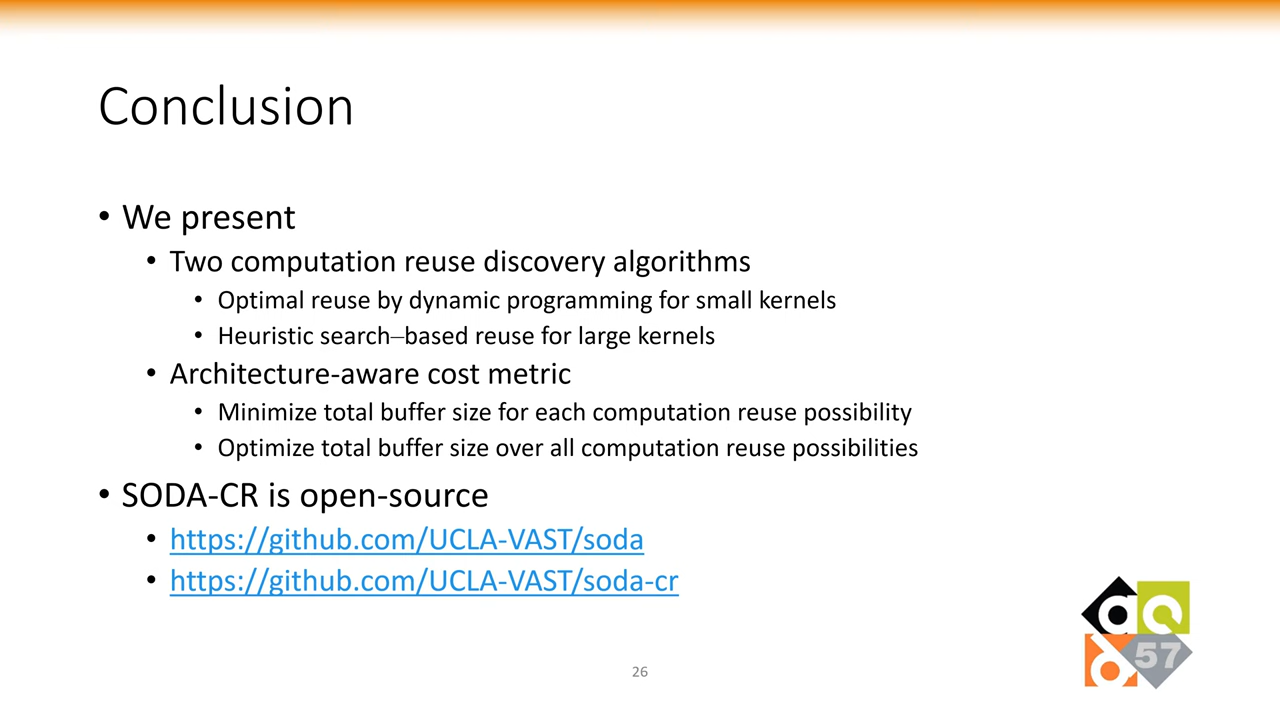 Conclusion
• We present
• Two computation reuse discovery algorithms
• Optimal reuse by dynamic programming for small kernels
• Heuristic search–based reuse for large kernels
• Architecture-aware cost metric
• Minimize total buffer size for each computation reuse possibility
• Optimize total buffer size over all computation reuse possibilities
• SODA-CR is open-source
• https://github.com/UCLA-VAST/soda
• https://github.com/UCLA-VAST/soda-cr
57
26